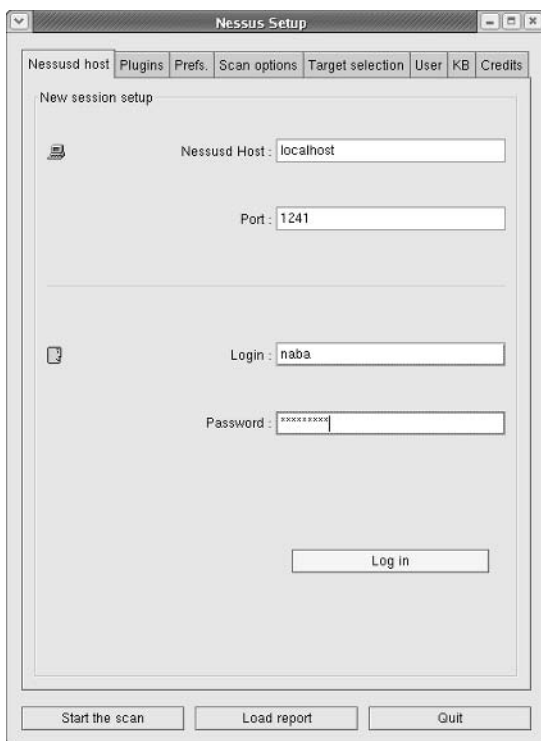 Nessus Setup
Nessusd host Plugins Prefs. Scan options Target selection User KB Credits
New session setup
Nessusd Host : localhost
Port : 1241
Login : naba
Password : *********
Log in
Start the scan Load report Quit